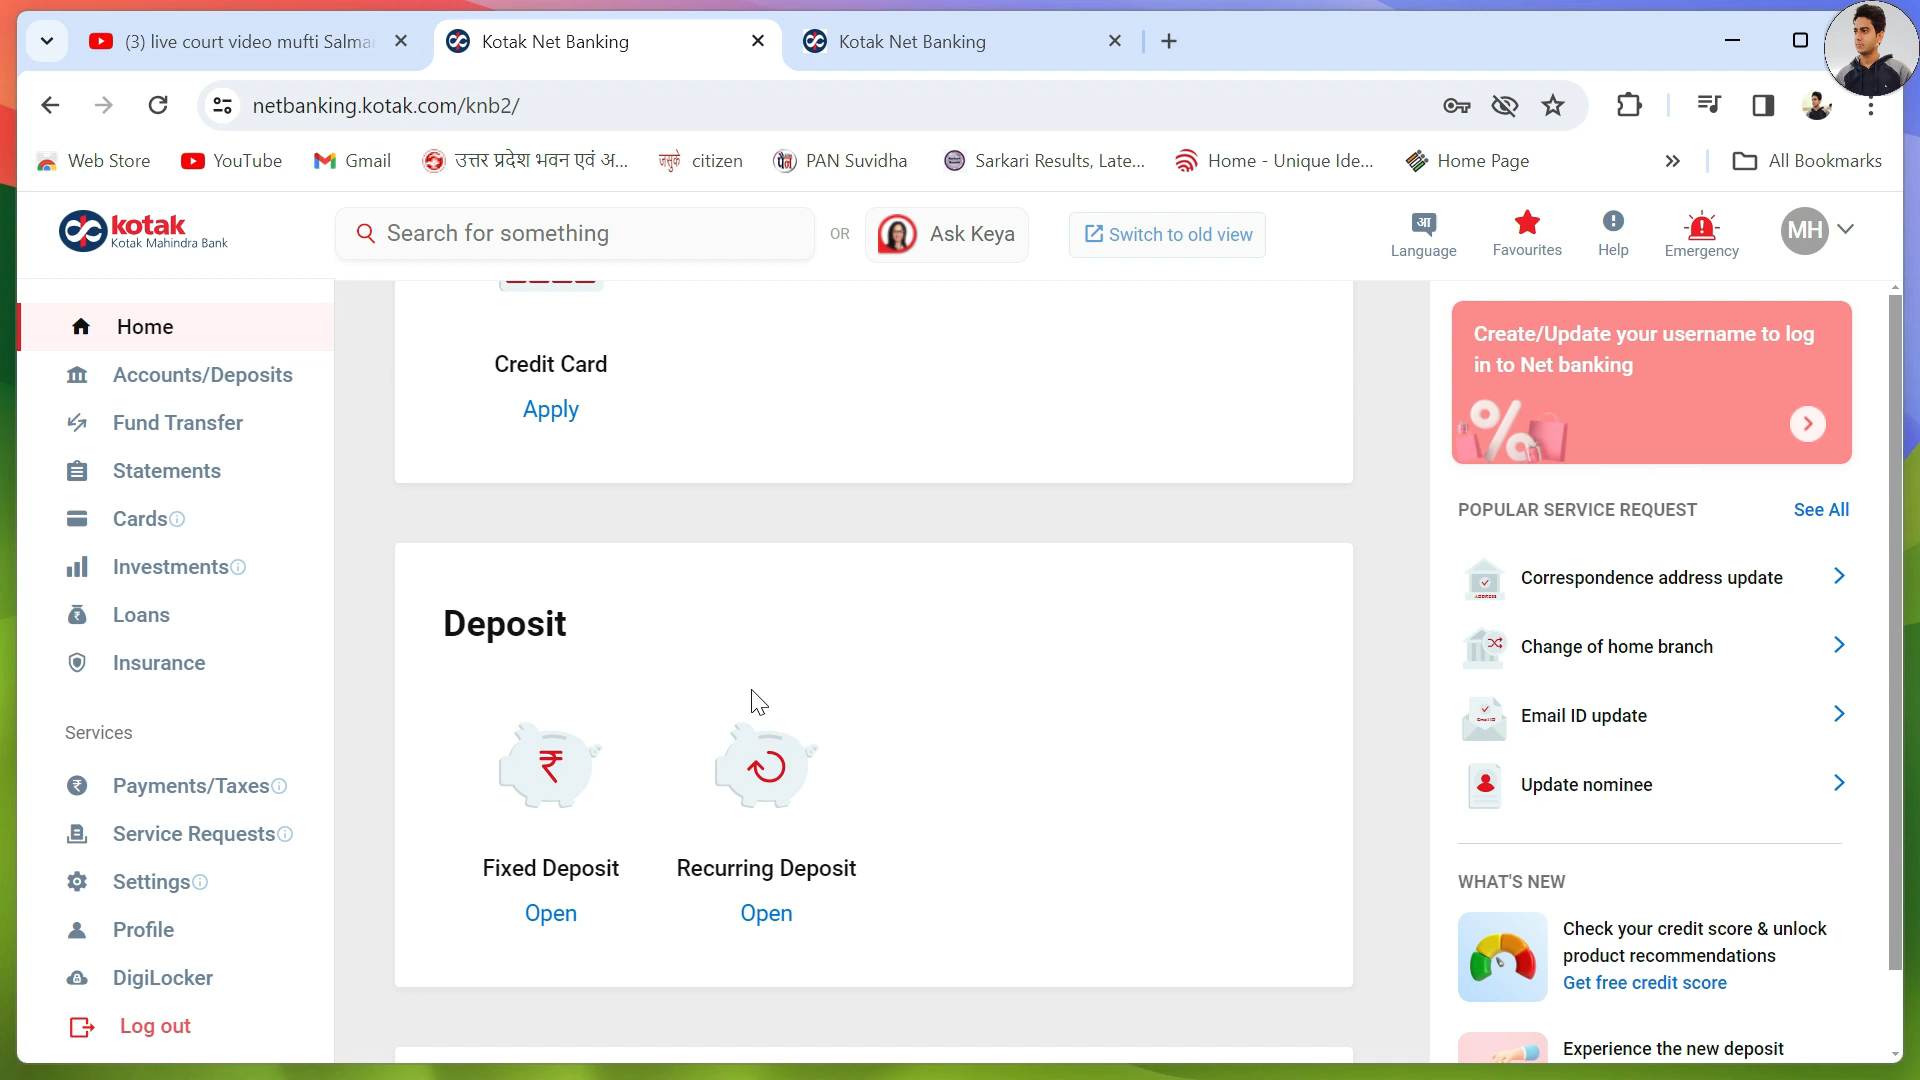 (3) live court video mufti Salma
Kotak Net Banking
Kotak Net Banking
netbanking.kotak.com/knb2/
Web Store
YouTube
Gmail
उत्तर प्रदेश भवन एवं अ...
citizen
PAN Suvidha
Sarkari Results, Late...
Home - Unique Ide...
Home Page
All Bookmarks
kotak
Kotak Mahindra Bank
Search for something
OR
Ask Keya
Switch to old view
Language
Favourites
Help
Emergency
MH
Home
Accounts/Deposits
Fund Transfer
Statements
Cards
Investments
Loans
Insurance
Services
Payments/Taxes
Service Requests
Settings
Profile
DigiLocker
Log out
Credit Card
Apply
Deposit
Fixed Deposit
Recurring Deposit
Open
Open
Create/Update your username to log
in to Net banking
POPULAR SERVICE REQUEST
See All
Correspondence address update
Change of home branch
Email ID update
Update nominee
WHAT'S NEW
Check your credit score & unlock
product recommendations
Get free credit score
Experience the new deposit